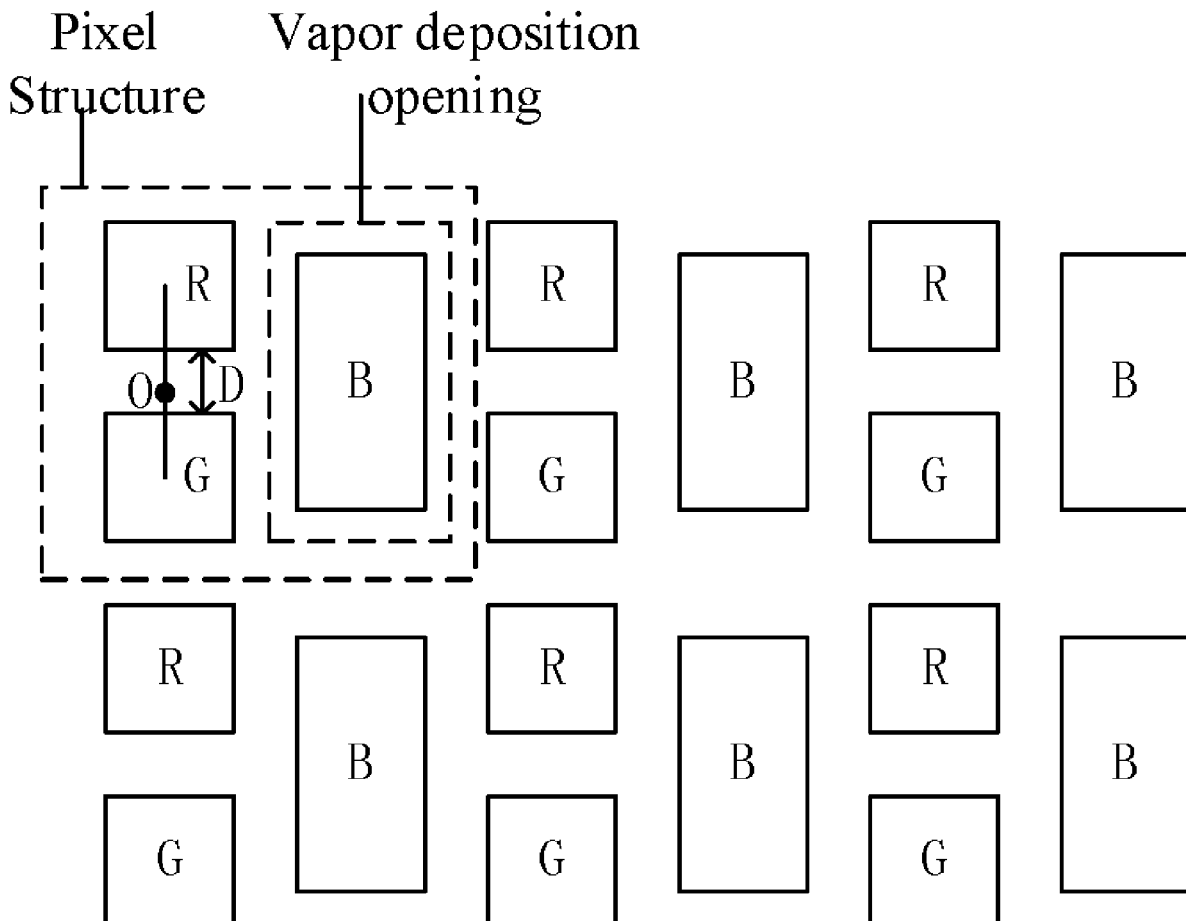 Pixel
Structure
Vapor deposition
opening
R R R
O D B B B
G G G
R R R
B B B
G G G